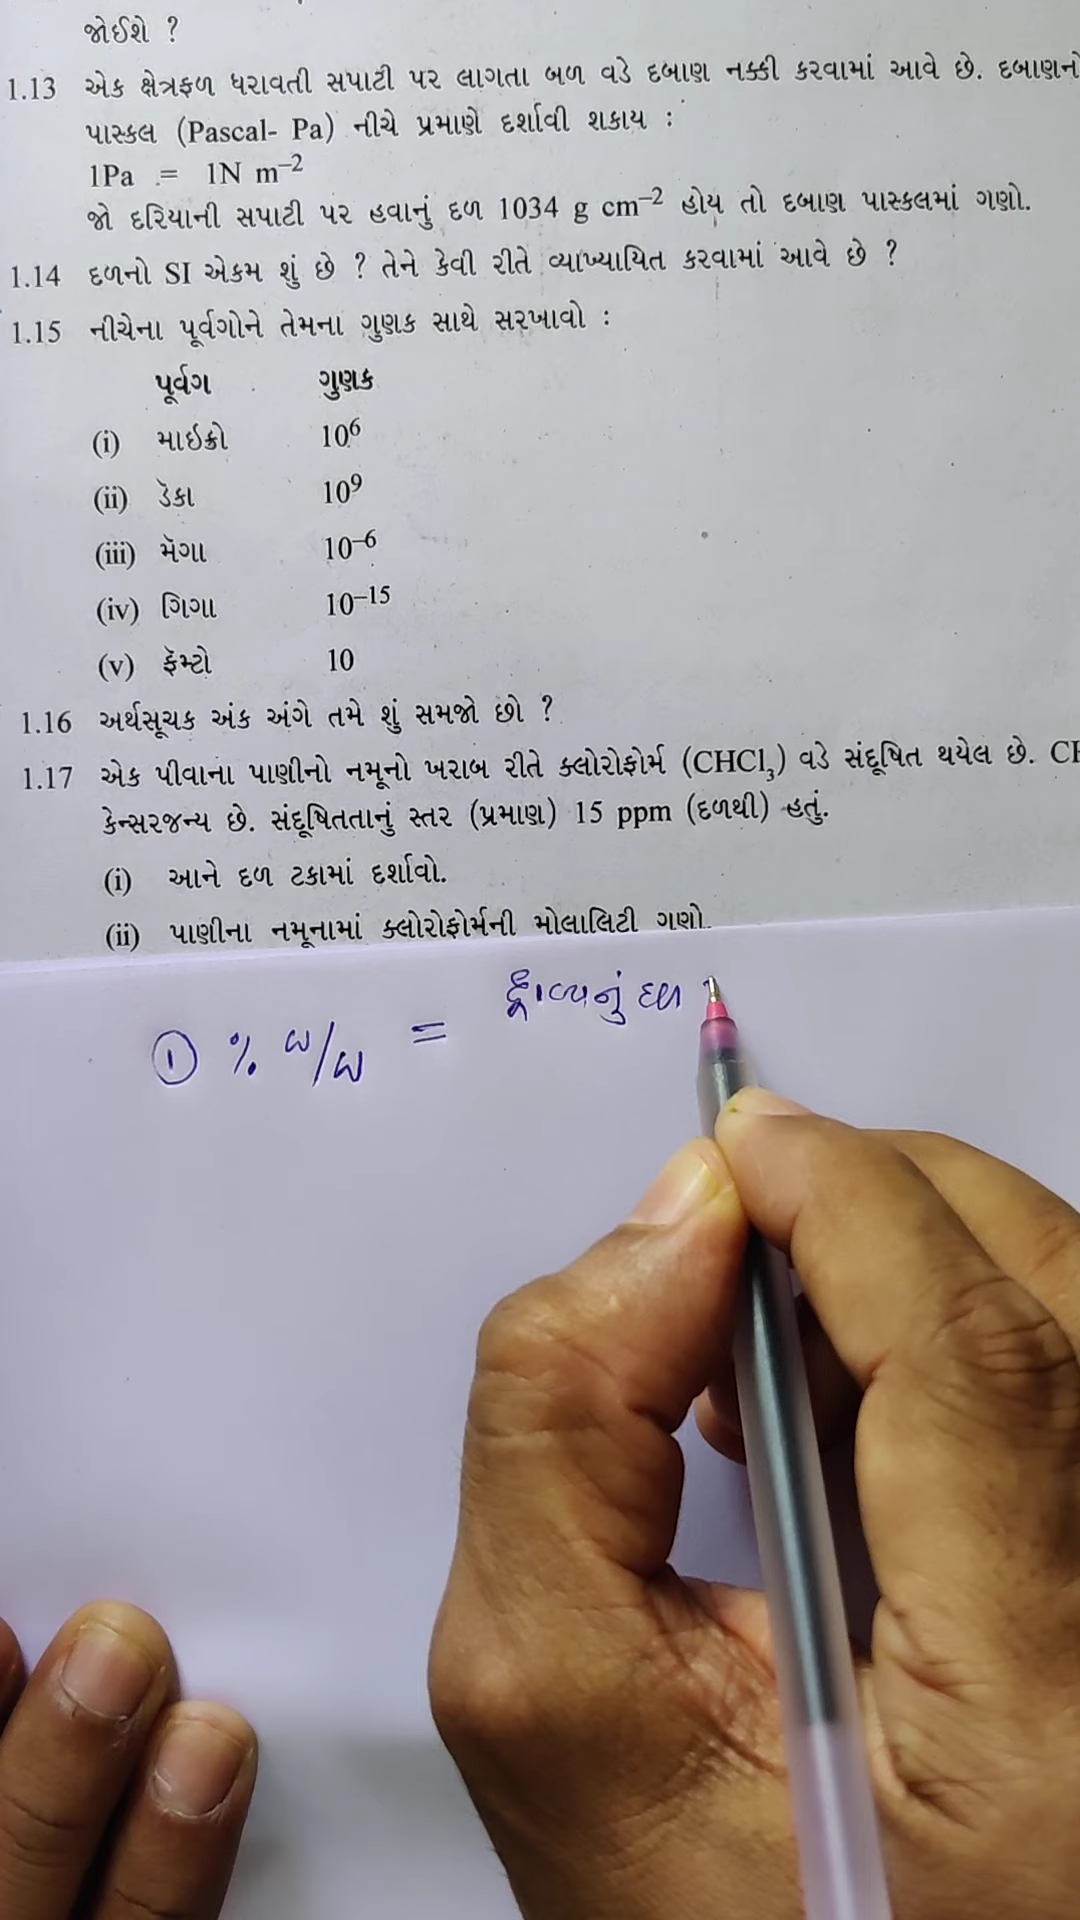 જોઈશે ?
1.13 એક ક્ષેત્રફળ ધરાવતી સપાટી પર લાગતા બળ વડે દબાણ નક્કી કરવામાં આવે છે. દબાણનો
પાસ્કલ (Pascal- Pa) નીચે પ્રમાણે દર્શાવી શકાય :
1Pa = 1N m⁻²
જો દરિયાની સપાટી પર હવાનું દળ 1034 g cm⁻² હોય તો દબાણ પાસ્કલમાં ગણો.
1.14 દળનો SI એકમ શું છે ? તેને કેવી રીતે વ્યાખ્યાયિત કરવામાં આવે છે ?
1.15 નીચેના પૂર્વગોને તેમના ગુણક સાથે સરખાવો :
પૂર્વગ ગુણક
(i) માઇક્રો 10⁶
(ii) ડૅકા 10⁹
(iii) મૅગા 10⁻⁶
(iv) ગિગા 10⁻¹⁵
(v) ફૅમ્ટો 10
1.16 અર્થસૂચક અંક અંગે તમે શું સમજો છો ?
1.17 એક પીવાના પાણીનો નમૂનો ખરાબ રીતે ક્લોરોફોર્મ (CHCl₃) વડે સંદૂષિત થયેલ છે.
કેન્સરજન્ય છે. સંદૂષિતતાનું સ્તર (પ્રમાણ) 15 ppm (દળથી) હતું.
(i) આને દળ ટકામાં દર્શાવો.
(ii) પાણીના નમૂનામાં ક્લોરોફોર્મની મોલાલિટી ગણો.
① % w/w = દ્રાવ્યનું દળ